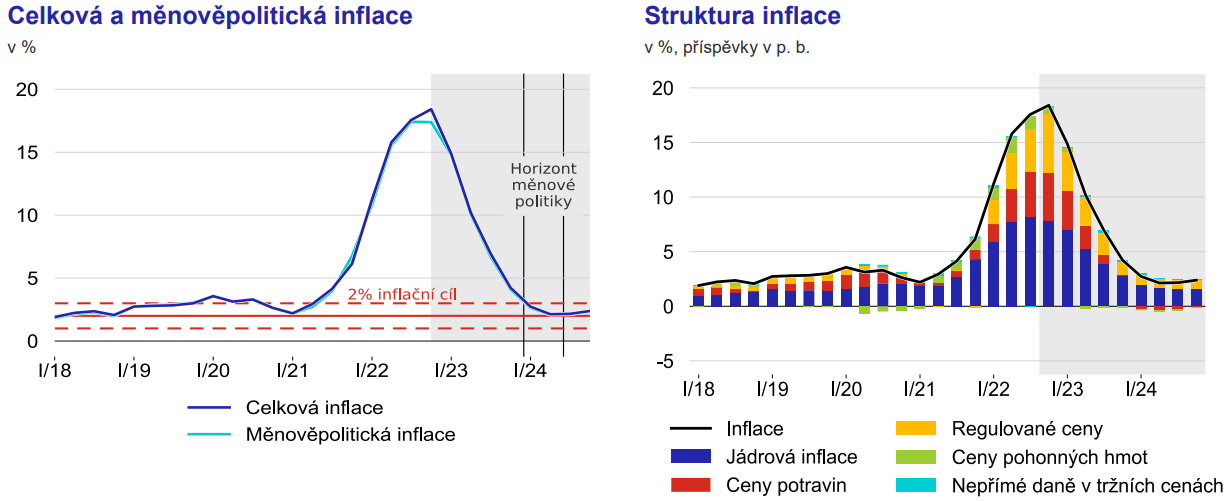 Celková a měnověpolitická inflace
v %
20
15
10
5
0
Horizont
měnové
politiky
2% inflační cíl
I/18 I/19 I/20 I/21 I/22 I/23 I/24
Celková inflace
Měnověpolitická inflace
Struktura inflace
v %, příspěvky v p. b.
20
15
10
5
0
-5
I/18 I/19 I/20 I/21 I/22 I/23 I/24
Inflace
Jádrová inflace
Ceny potravin
Regulované ceny
Ceny pohonných hmot
Nepřímé daně v tržních cenách